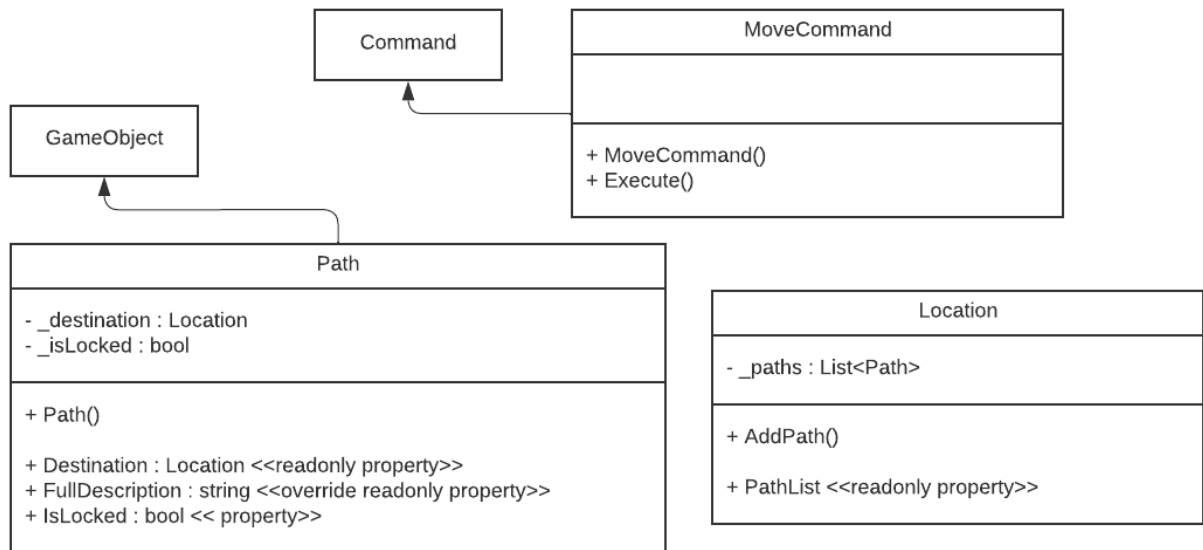 Command
MoveCommand
+ MoveCommand()
+ Execute()
GameObject
Path
- _destination : Location
- _isLocked : bool
+ Path()
+ Destination : Location <<readonly property>>
+ FullDescription : string <<override readonly property>>
+ IsLocked : bool << property>>
Location
- _paths : List<Path>
+ AddPath()
+ PathList <<readonly property>>